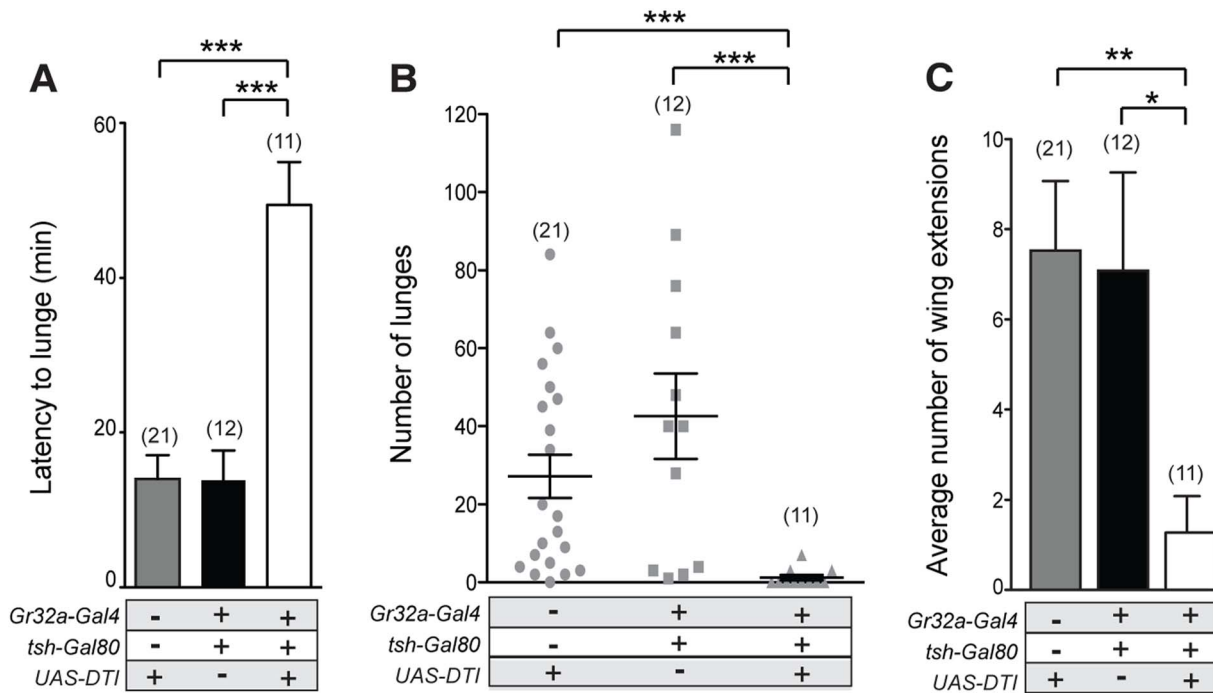 A
***
***
Latency to lunge (min)
60
40
20
0
(21)
(12)
(11)
Gr32a-Gal4 - + +
tsh-Gal80 - + +
UAS-DTI + - +
B
***
***
Number of lunges
120
100
80
60
40
20
0
(21)
(12)
(11)
Gr32a-Gal4 - + +
tsh-Gal80 - + +
UAS-DTI + - +
C
**
*
Average number of wing extensions
10
8
6
4
2
0
(21)
(12)
(11)
Gr32a-Gal4 - + +
tsh-Gal80 - + +
UAS-DTI + - +